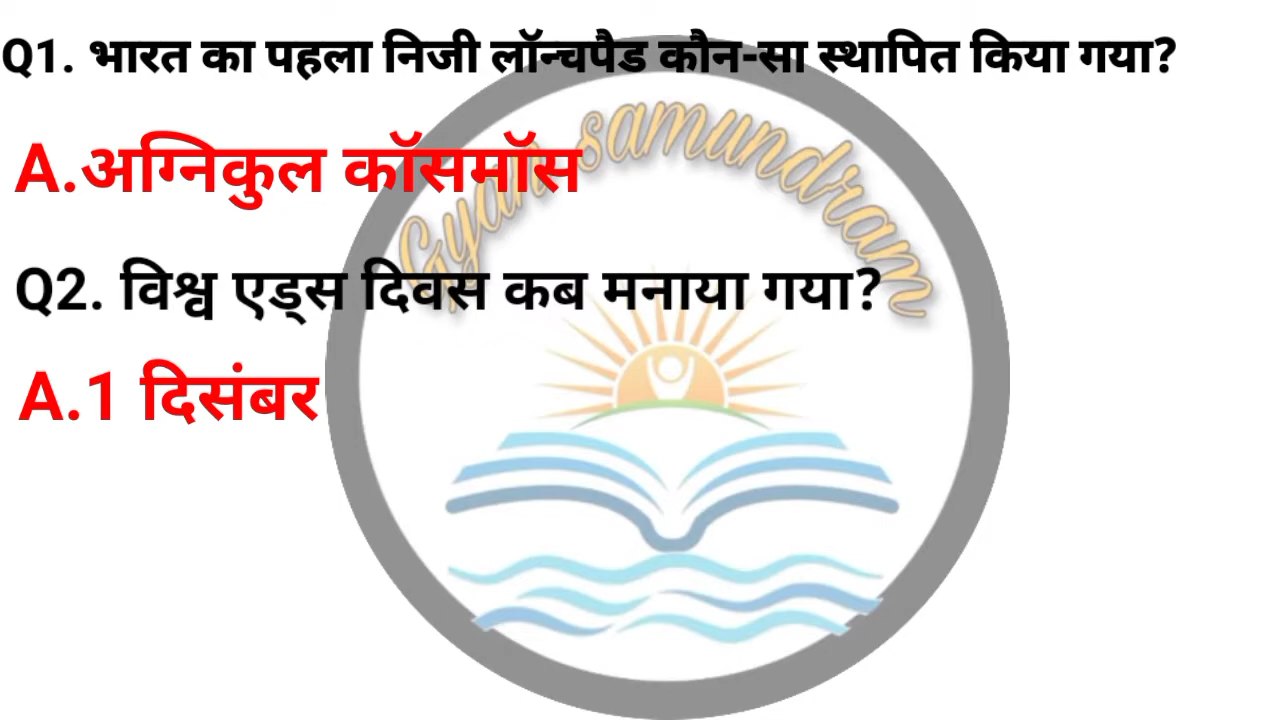 Q1. भारत का पहला निजी लॉन्चपैड कौन-सा स्थापित किया गया?
A.अग्निकुल कॉसमॉस
Gyan samundram
Q2. विश्व एड्स दिवस कब मनाया गया?
A.1 दिसंबर